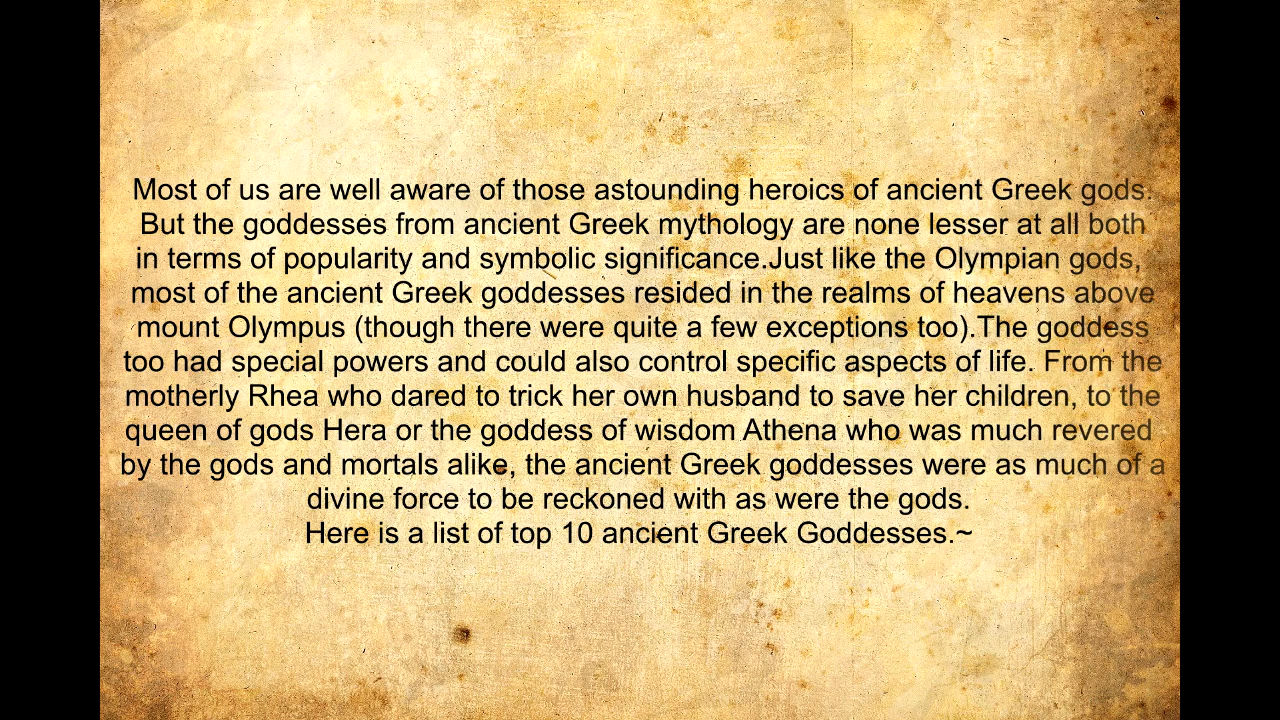 Most of us are well aware of those astounding heroics of ancient Greek gods.
But the goddesses from ancient Greek mythology are none lesser at all both
in terms of popularity and symbolic significance.Just like the Olympian gods,
most of the ancient Greek goddesses resided in the realms of heavens above
mount Olympus (though there were quite a few exceptions too).The goddess
too had special powers and could also control specific aspects of life. From the
motherly Rhea who dared to trick her own husband to save her children, to the
queen of gods Hera or the goddess of wisdom Athena who was much revered
by the gods and mortals alike, the ancient Greek goddesses were as much of a
divine force to be reckoned with as were the gods.
Here is a list of top 10 ancient Greek Goddesses.~